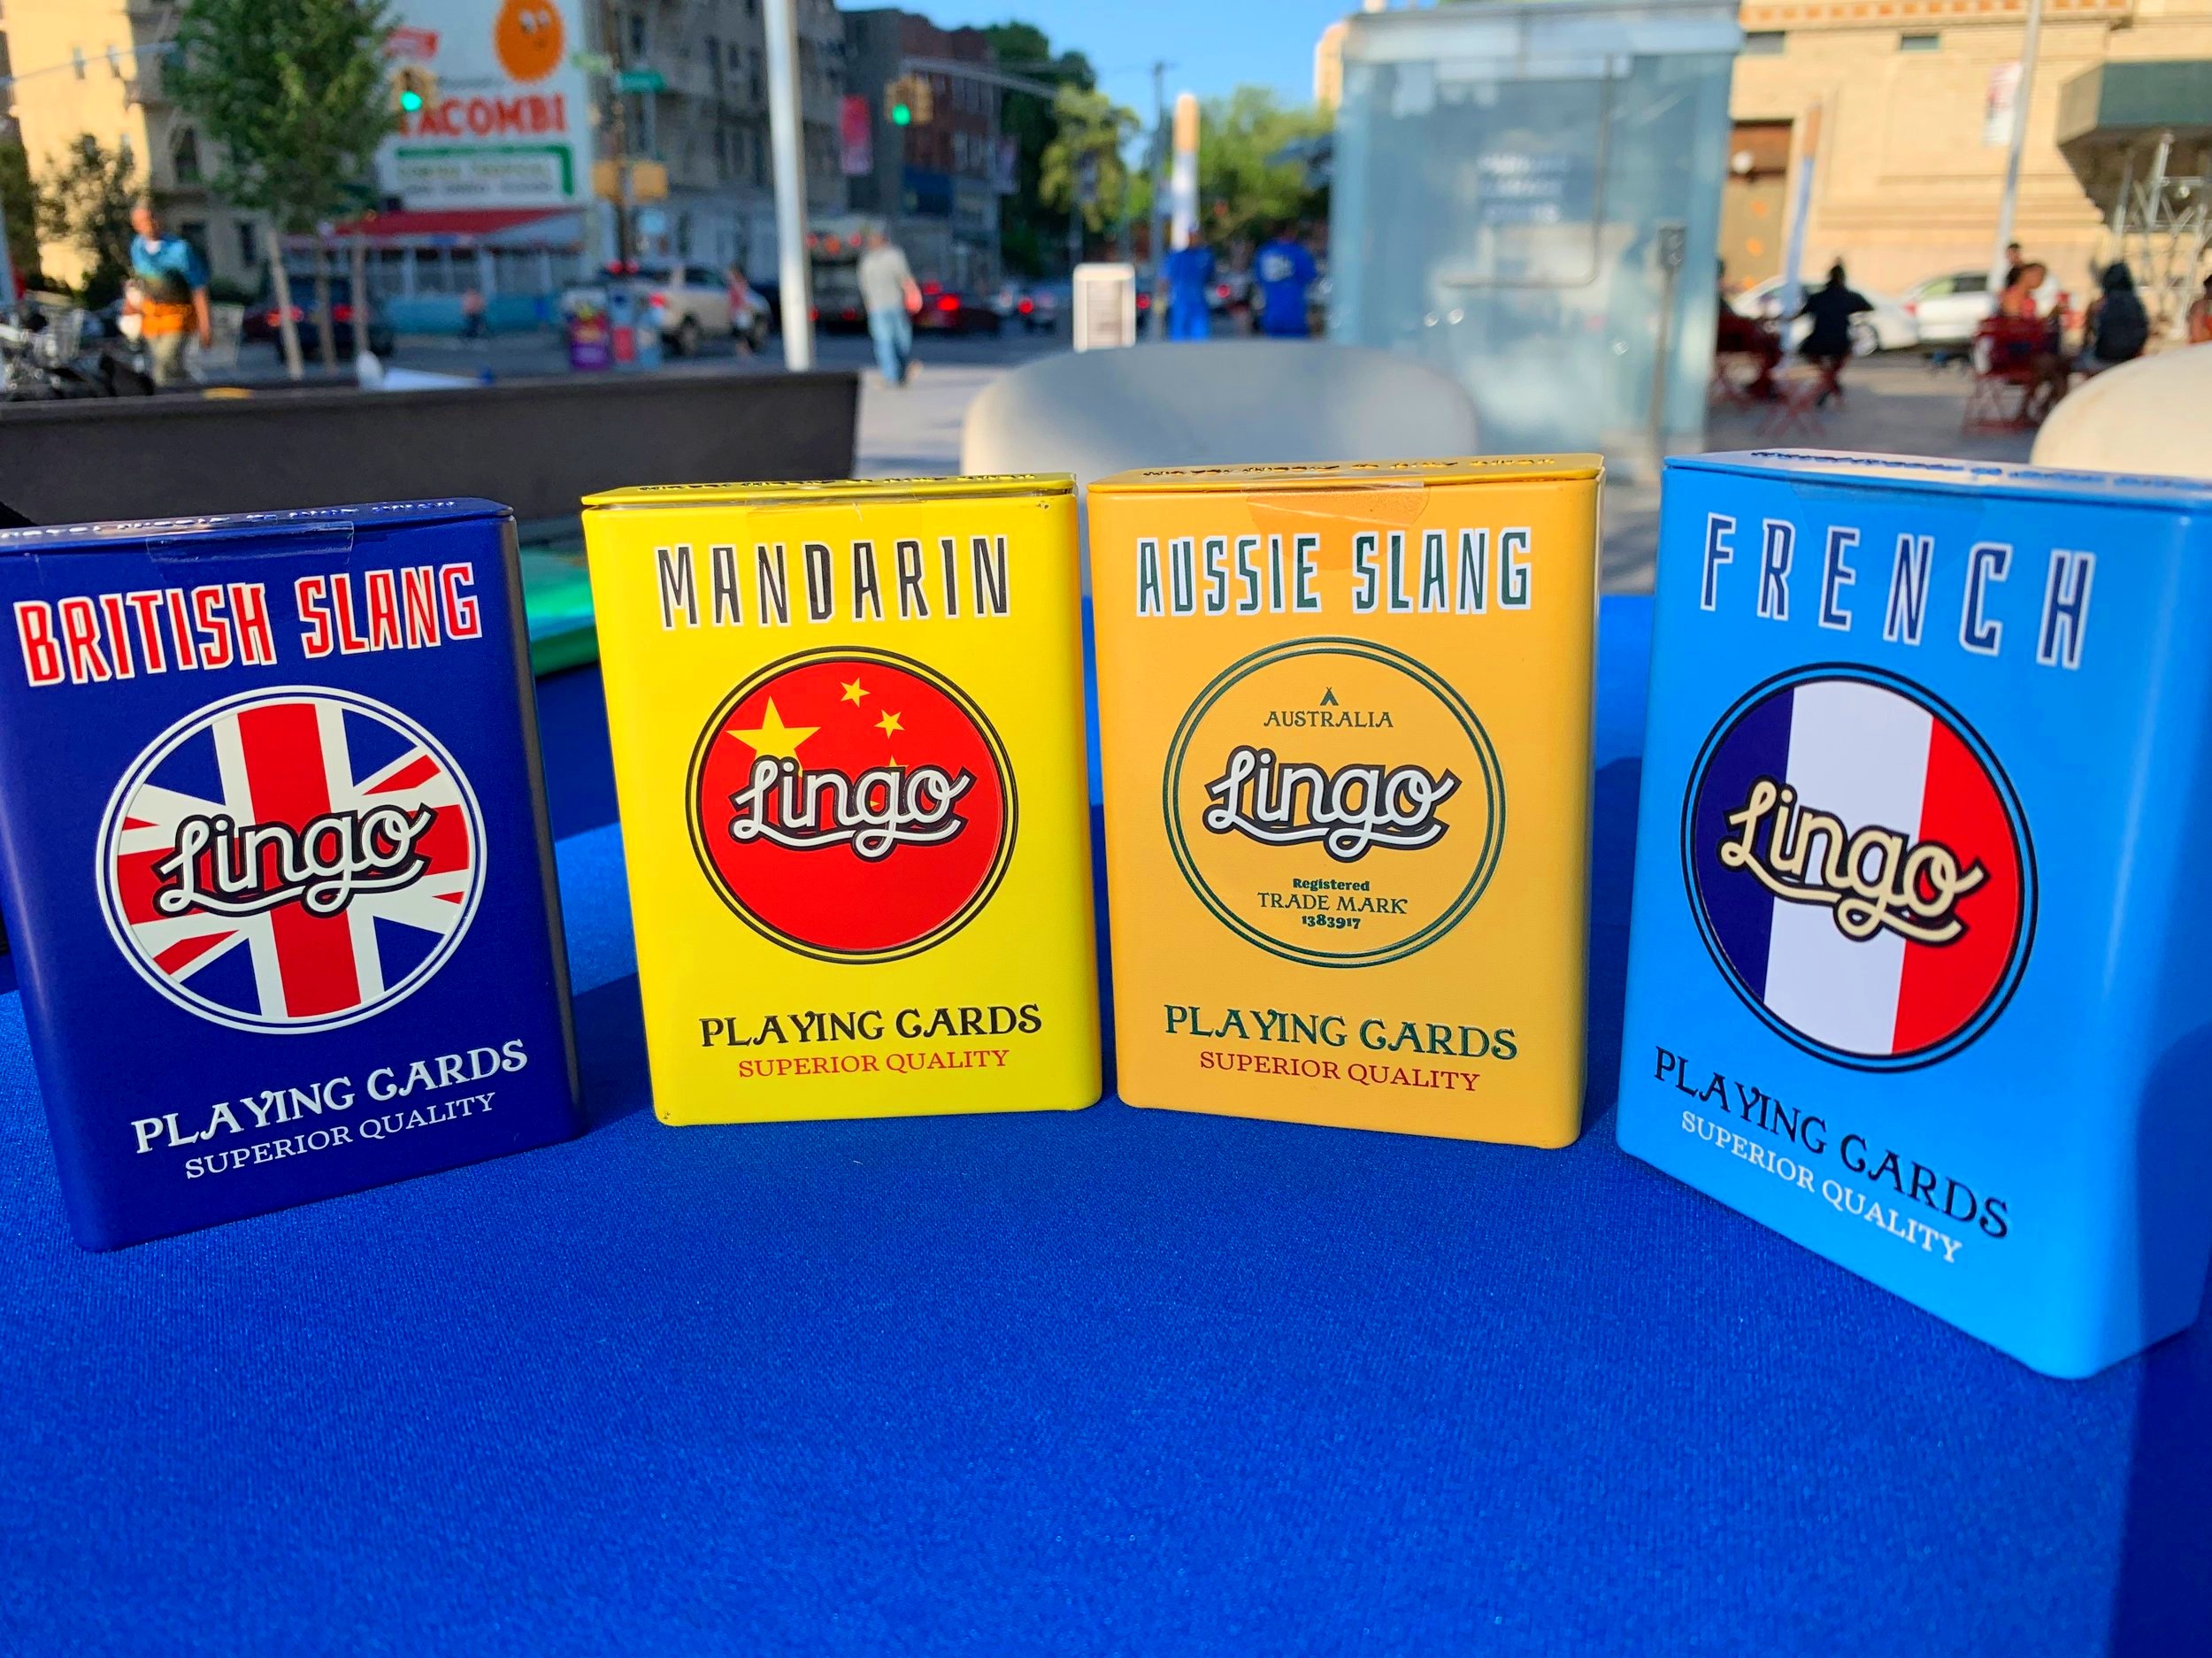 TACOMBI
BRITISH SLANG
Lingo
PLAYING CARDS
SUPERIOR QUALITY
MANDARIN
Lingo
PLAYING CARDS
SUPERIOR QUALITY
AUSSIE SLANG
AUSTRALIA
Lingo
Registered
TRADE MARK
1383917
PLAYING CARDS
SUPERIOR QUALITY
FRENCH
Lingo
PLAYING CARDS
SUPERIOR QUALITY